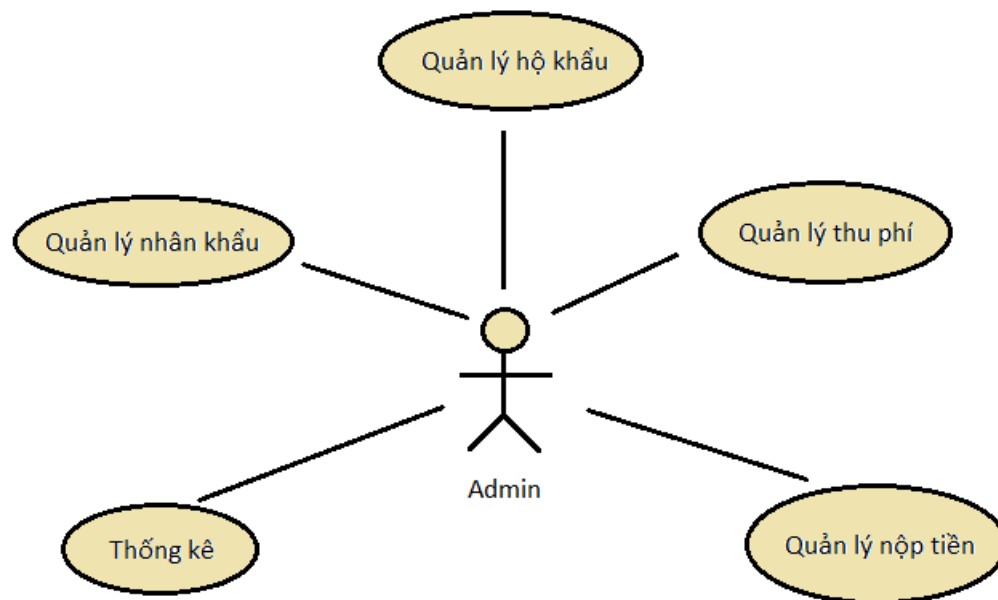 Quản lý hộ khẩu
Quản lý nhân khẩu
Quản lý thu phí
Admin
Thống kê
Quản lý nộp tiền